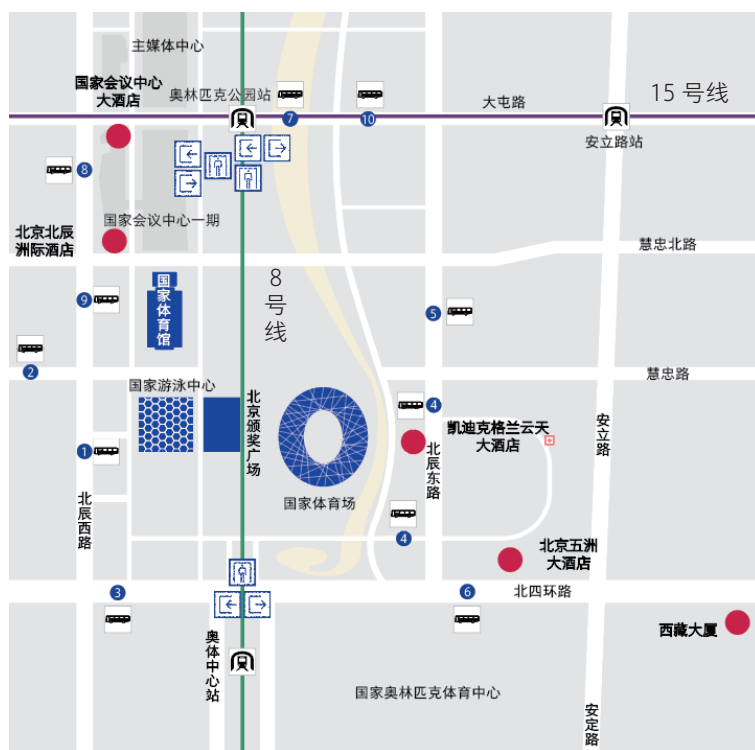 主媒体中心
国家会议中心
大酒店
奥林匹克公园站
7
10
大屯路
15 号线
安立路站
8
国家会议中心一期
北京北辰
洲际酒店
慧忠北路
8
号
线
9
国家体育馆
5
2
国家游泳中心
慧忠路
北京颁奖广场
4
凯迪克格兰云天
大酒店
安立路
1
北辰西路
北辰东路
国家体育场
4
北京五洲
大酒店
3
6
北四环路
西藏大厦
奥体中心站
国家奥林匹克体育中心
安定路